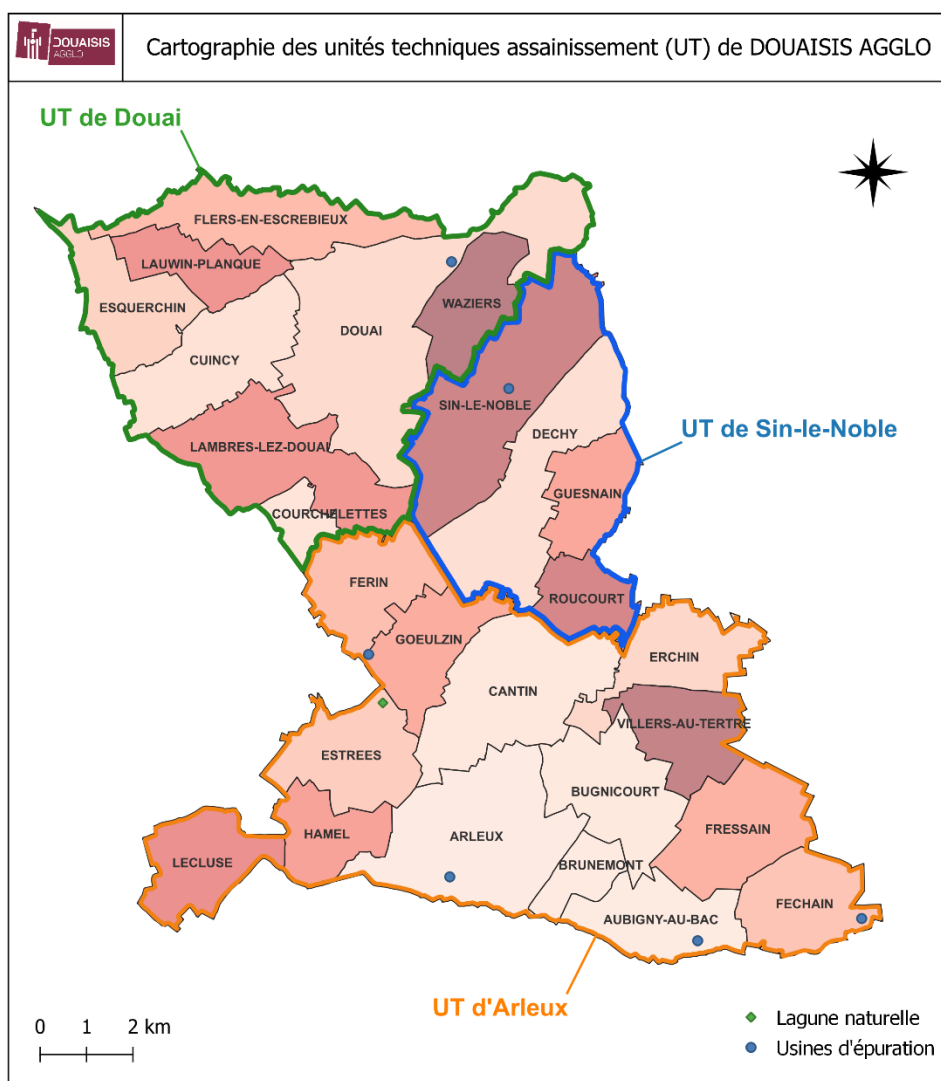 DOUAISIS
AGGLO
Cartographie des unités techniques assainissement (UT) de DOUAISIS AGGLO
UT de Douai
FLERS-EN-ESCREBIEUX
LAUWIN-PLANQUE
ESQUERCHIN
WAZIERS
DOUAI
CUINCY
SIN-LE-NOBLE
UT de Sin-le-Noble
DECHY
LAMBRES-LEZ-DOUAI
GUESNAIN
COURCHELETTES
FERIN
ROUCOURT
GOEULZIN
ERCHIN
CANTIN
VILLERS-AU-TERTRE
ESTREES
BUGNICOURT
HAMEL
ARLEUX
FRESSAIN
LECLUSE
BRUNEMONT
FECHAIN
AUBIGNY-AU-BAC
UT d'Arleux
0 1 2 km
Lagune naturelle
Usines d'épuration